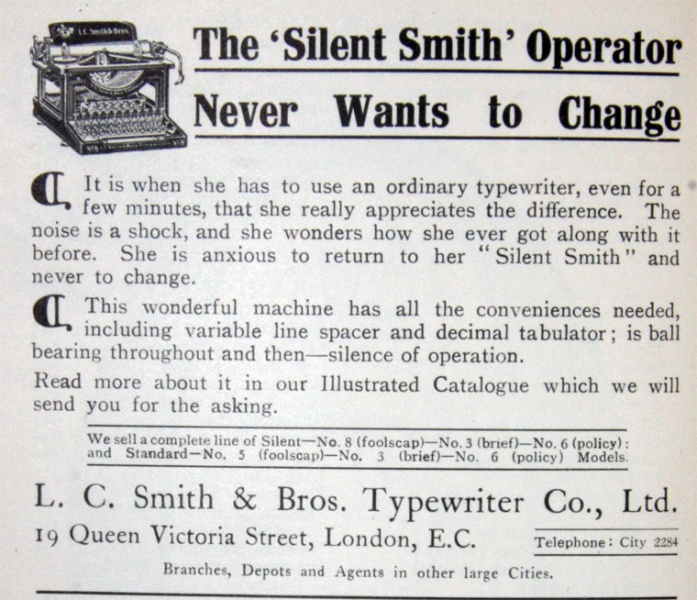 L.C. Smith & Bros.
The ‘Silent Smith’ Operator
Never Wants to Change
It is when she has to use an ordinary typewriter, even for a
few minutes, that she really appreciates the difference. The
noise is a shock, and she wonders how she ever got along with it
before. She is anxious to return to her “Silent Smith” and
never to change.
This wonderful machine has all the conveniences needed,
including variable line spacer and decimal tabulator; is ball
bearing throughout and then—silence of operation.
Read more about it in our Illustrated Catalogue which we will
send you for the asking.
We sell a complete line of Silent—No. 8 (foolscap)—No. 3 (brief)—No. 6 (policy):
and Standard—No. 5 (foolscap)—No. 3 (brief)—No. 6 (policy) Models.
L. C. Smith & Bros. Typewriter Co., Ltd.
19 Queen Victoria Street, London, E.C.
Telephone: City 2284
Branches, Depots and Agents in other large Cities.